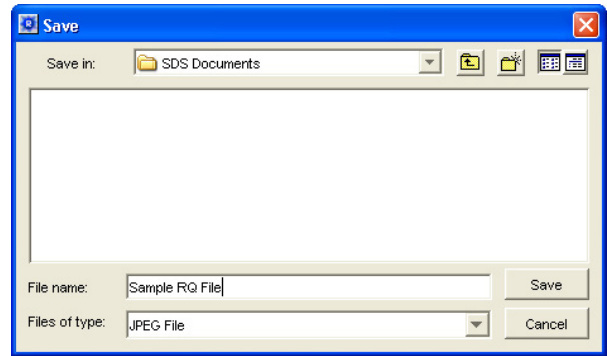 R Save
Save in: SDS Documents
File name: Sample RQ File
Save
Files of type: JPEG File
Cancel